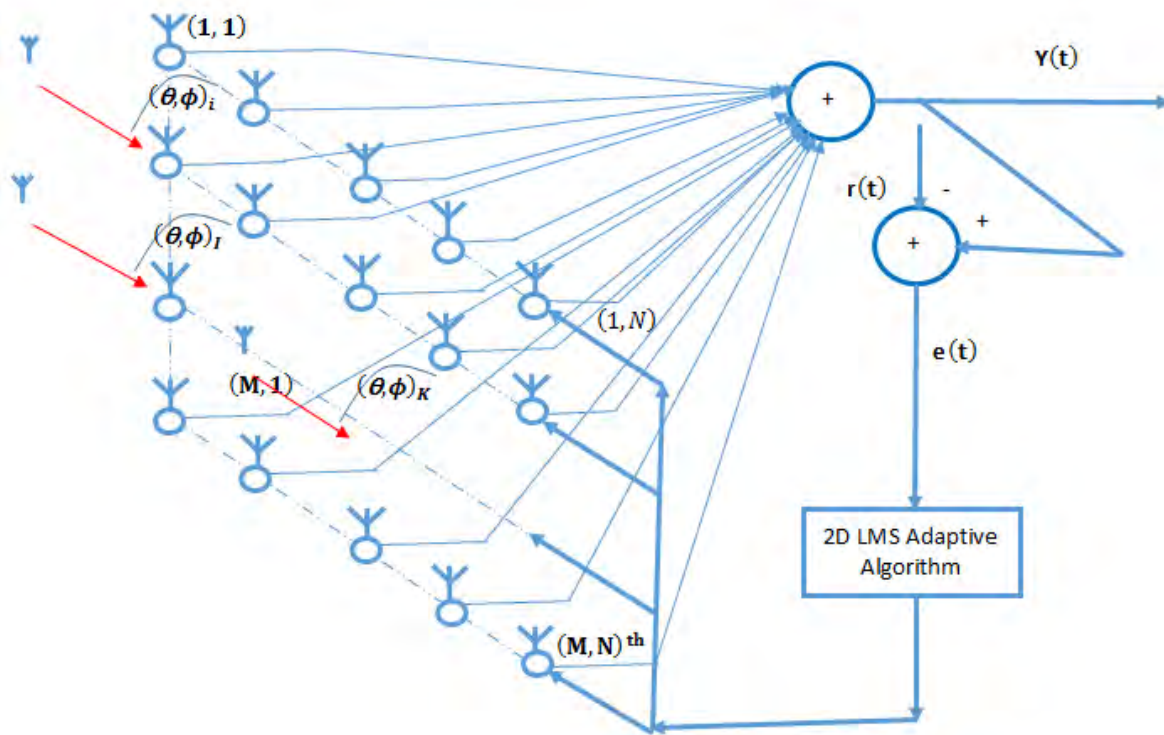 (1, 1)
Y(t)
+
(θ,ϕ)i
r(t)
-
+
+
(θ,ϕ)I
(1, N)
e(t)
(M, 1)
(θ,ϕ)K
2D LMS Adaptive
Algorithm
(M, N)th